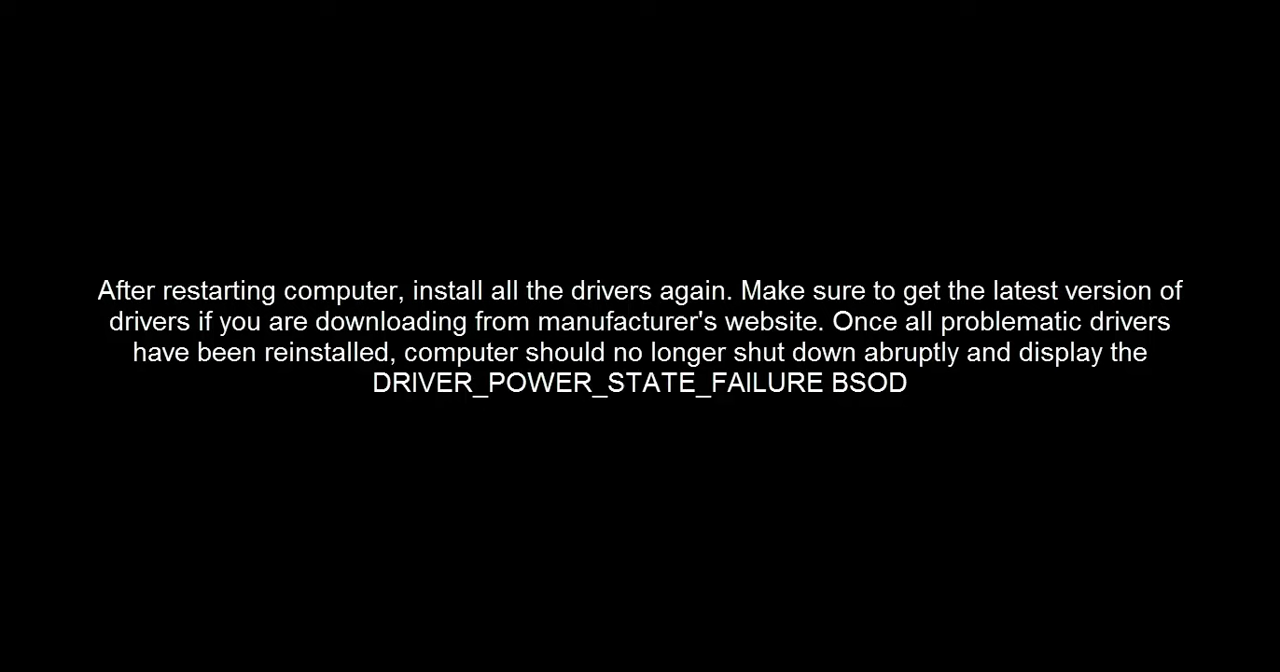 After restarting computer, install all the drivers again. Make sure to get the latest version of
drivers if you are downloading from manufacturer's website. Once all problematic drivers
have been reinstalled, computer should no longer shut down abruptly and display the
DRIVER_POWER_STATE_FAILURE BSOD